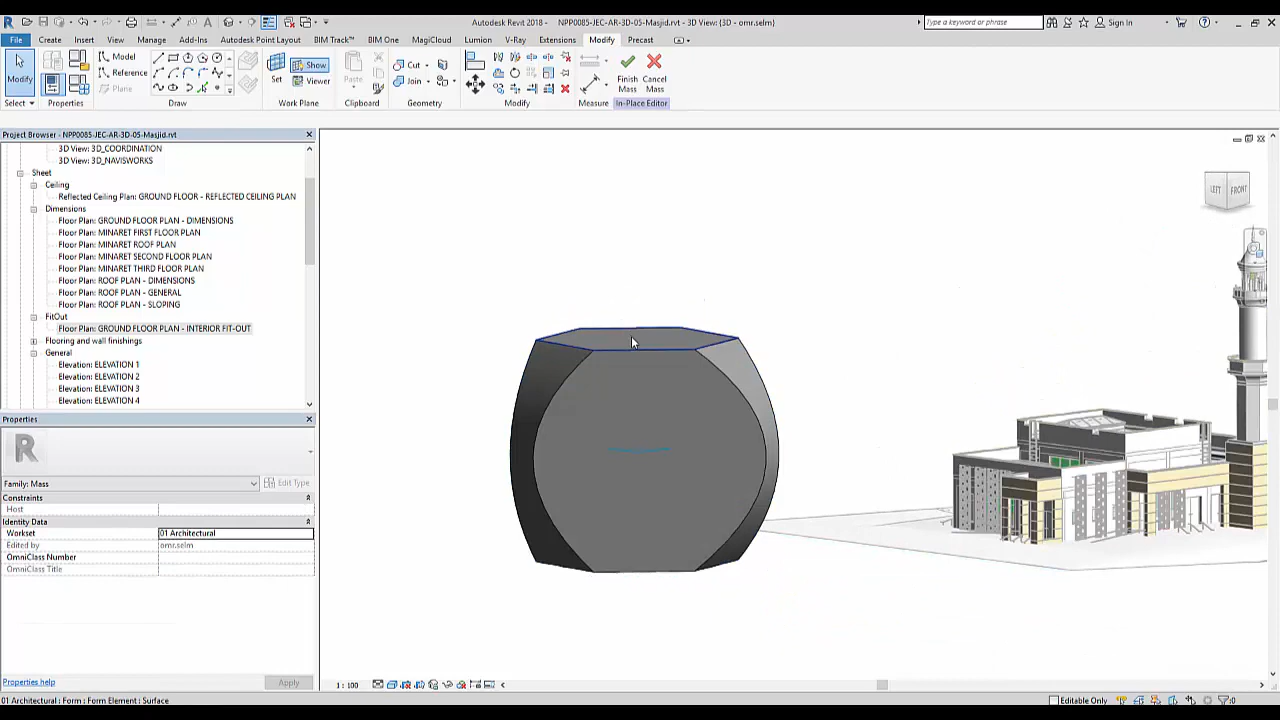 Autodesk Revit 2018 - NPP0085-JEC-AR-3D-05-Masjid.rvt - 3D View: {3D - omr.selm}
Type a keyword or phrase
Sign In
File Create Insert View Manage Add-Ins Autodesk Point Layout BIM Track™ BIM One MagiCloud Lumion V-Ray Extensions Modify Precast
Modify
Model
Reference
Plane
Set
Show
Viewer
Paste
Cut
Join
Finish Mass
Cancel Mass
Select Properties Draw Work Plane Clipboard Geometry Modify Measure In-Place Editor
Project Browser - NPP0085-JEC-AR-3D-05-Masjid.rvt
3D View: 3D_COORDINATION
3D View: 3D_NAVISWORKS
Sheet
Ceiling
Reflected Ceiling Plan: GROUND FLOOR - REFLECTED CEILING PLAN
Dimensions
Floor Plan: GROUND FLOOR PLAN - DIMENSIONS
Floor Plan: MINARET FIRST FLOOR PLAN
Floor Plan: MINARET ROOF PLAN
Floor Plan: MINARET SECOND FLOOR PLAN
Floor Plan: MINARET THIRD FLOOR PLAN
Floor Plan: ROOF PLAN - DIMENSIONS
Floor Plan: ROOF PLAN - GENERAL
Floor Plan: ROOF PLAN - SLOPING
FitOut
Floor Plan: GROUND FLOOR PLAN - INTERIOR FIT-OUT
Flooring and wall finishings
General
Elevation: ELEVATION 1
Elevation: ELEVATION 2
Elevation: ELEVATION 3
Elevation: ELEVATION 4
Properties
R
Family: Mass
Edit Type
Constraints
Host
Identity Data
Workset 01 Architectural
Edited by omr.selm
OmniClass Number
OmniClass Title
Properties help
Apply
LEFT FRONT
1 : 100
01 Architectural : Form : Form Element : Surface
Editable Only
:0